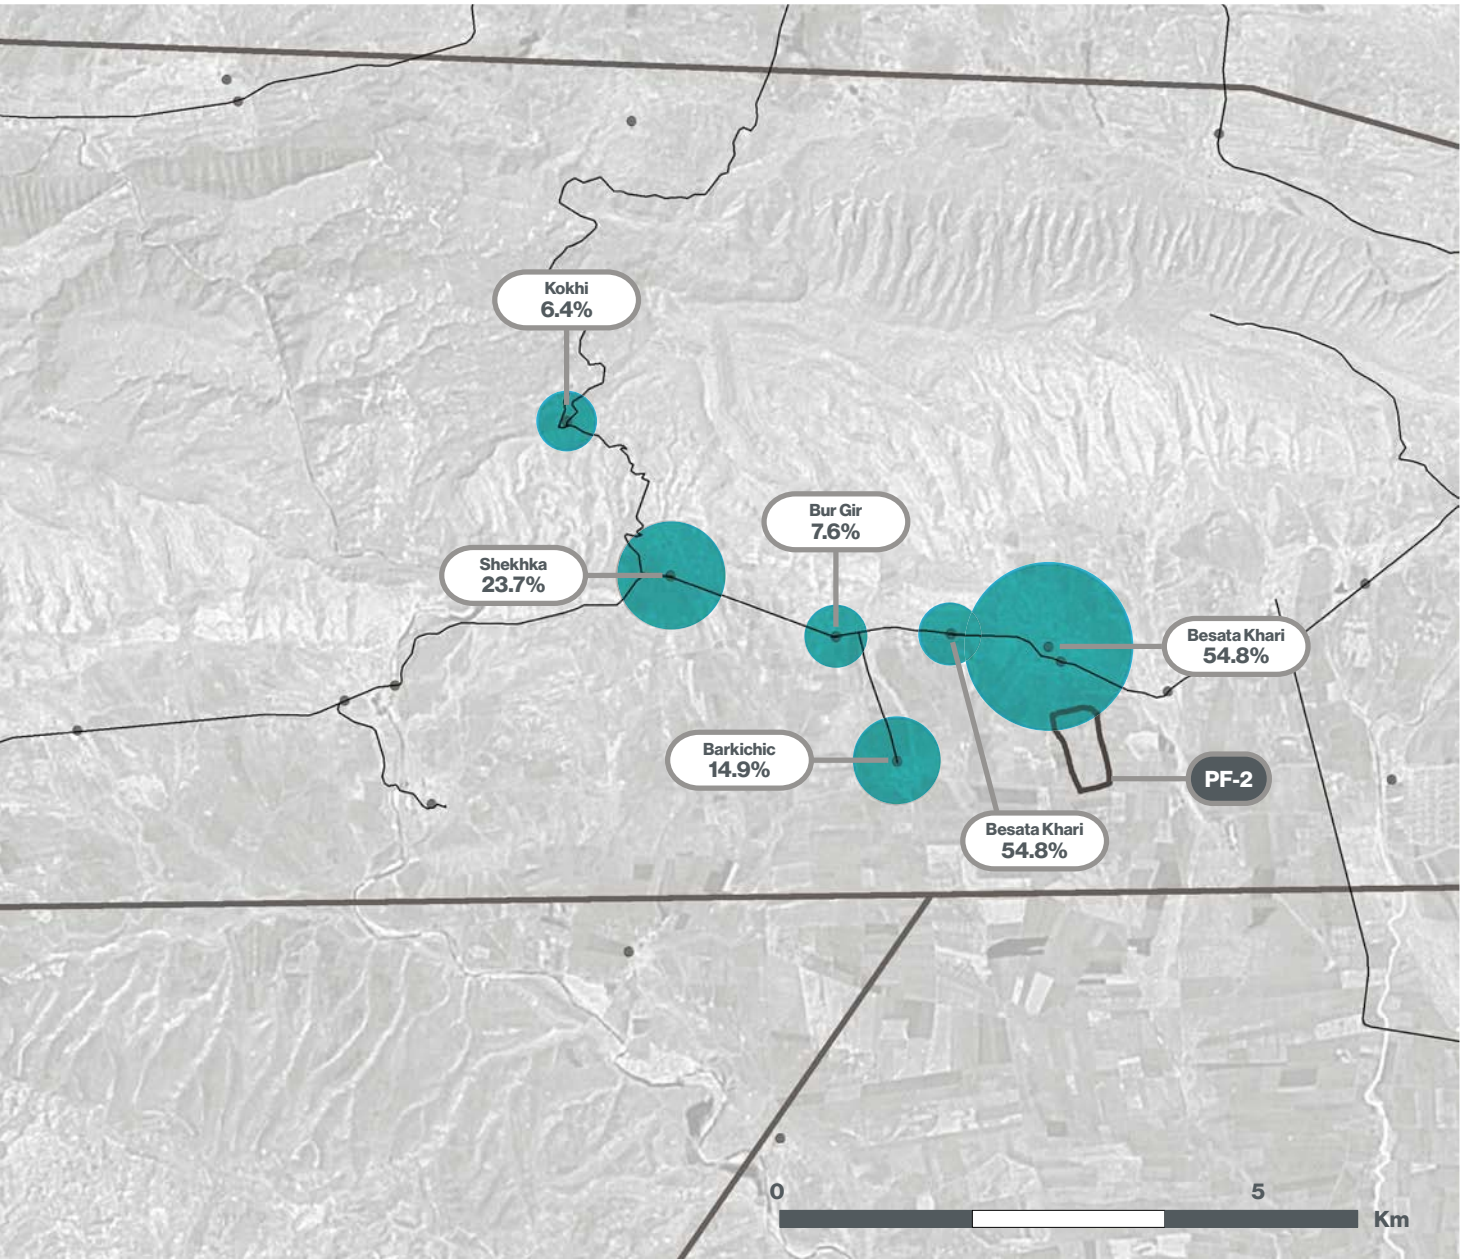 Kokhi
6.4%
Bur Gir
7.6%
Shekhka
23.7%
Besata Khari
54.8%
Barkichic
14.9%
PF-2
Besata Khari
54.8%
0 5
Km